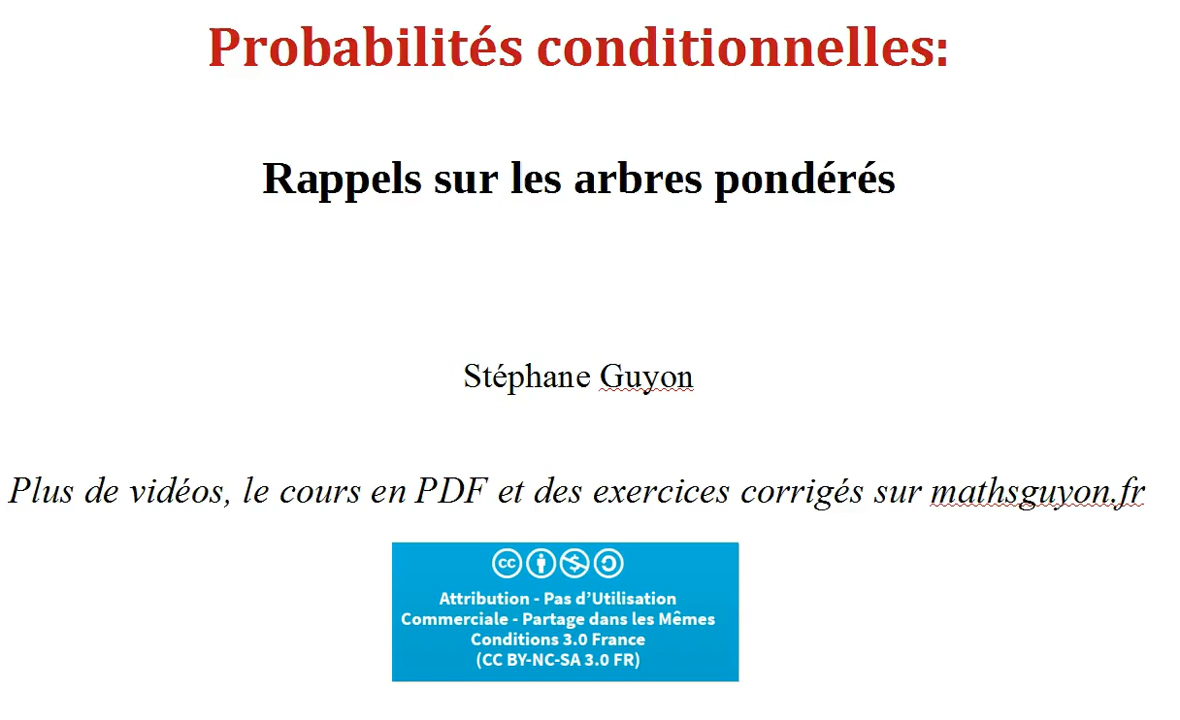 Probabilités conditionnelles:
Rappels sur les arbres pondérés
Stéphane Guyon
Plus de vidéos, le cours en PDF et des exercices corrigés sur mathsguyon.fr
cc
Attribution - Pas d’Utilisation
Commerciale - Partage dans les Mêmes
Conditions 3.0 France
(CC BY-NC-SA 3.0 FR)